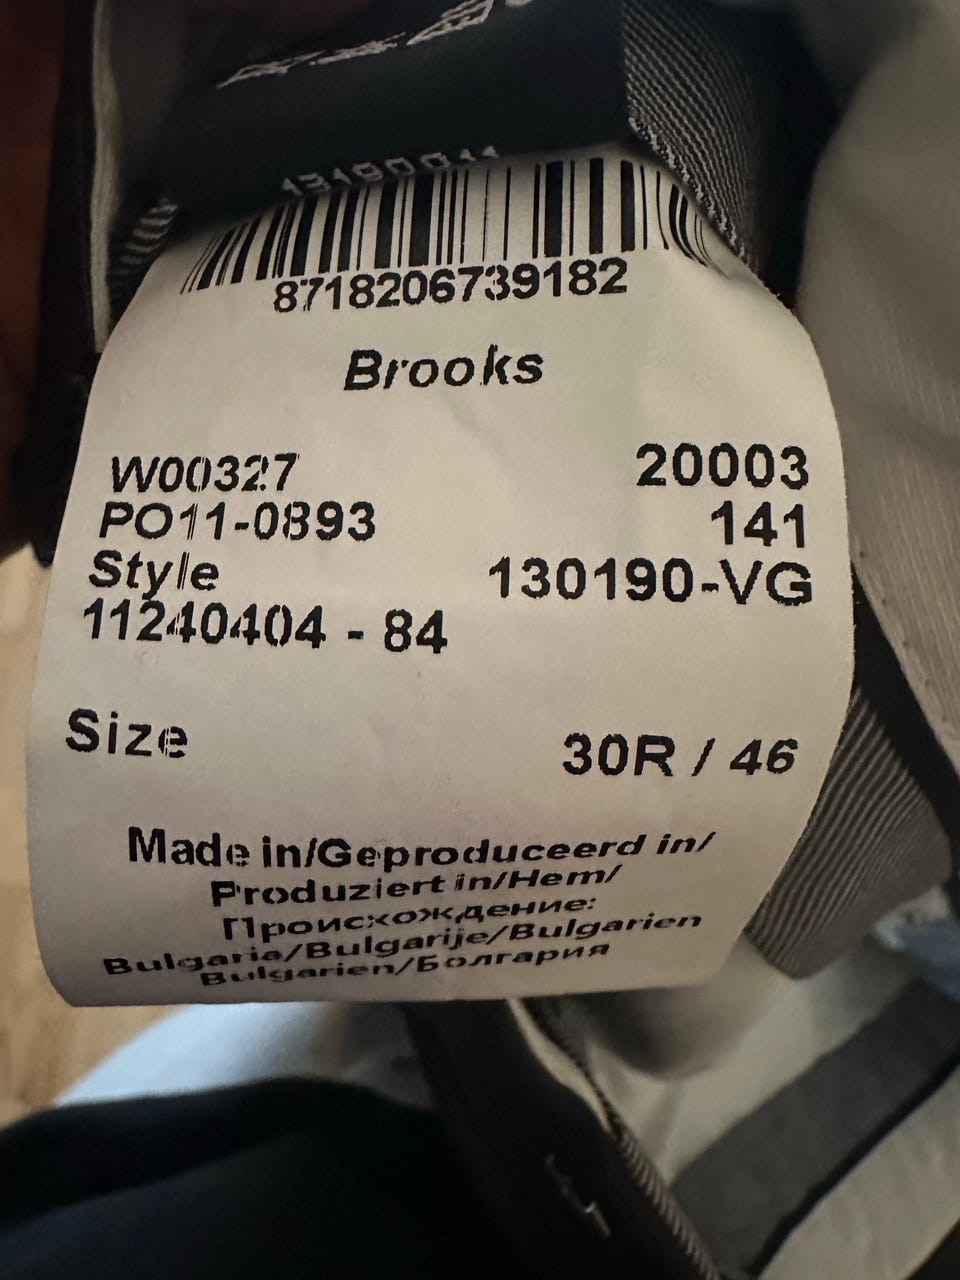 8718206739182
Brooks
W00327 20003
PO11-0893 141
Style 130190-VG
11240404 - 84
Size 30R / 46
Made in/Geproduceerd in/
Produziert in/Hem/
Происхождение:
Bulgaria/Bulgarije/Bulgarien
Bulgarien/Болгария